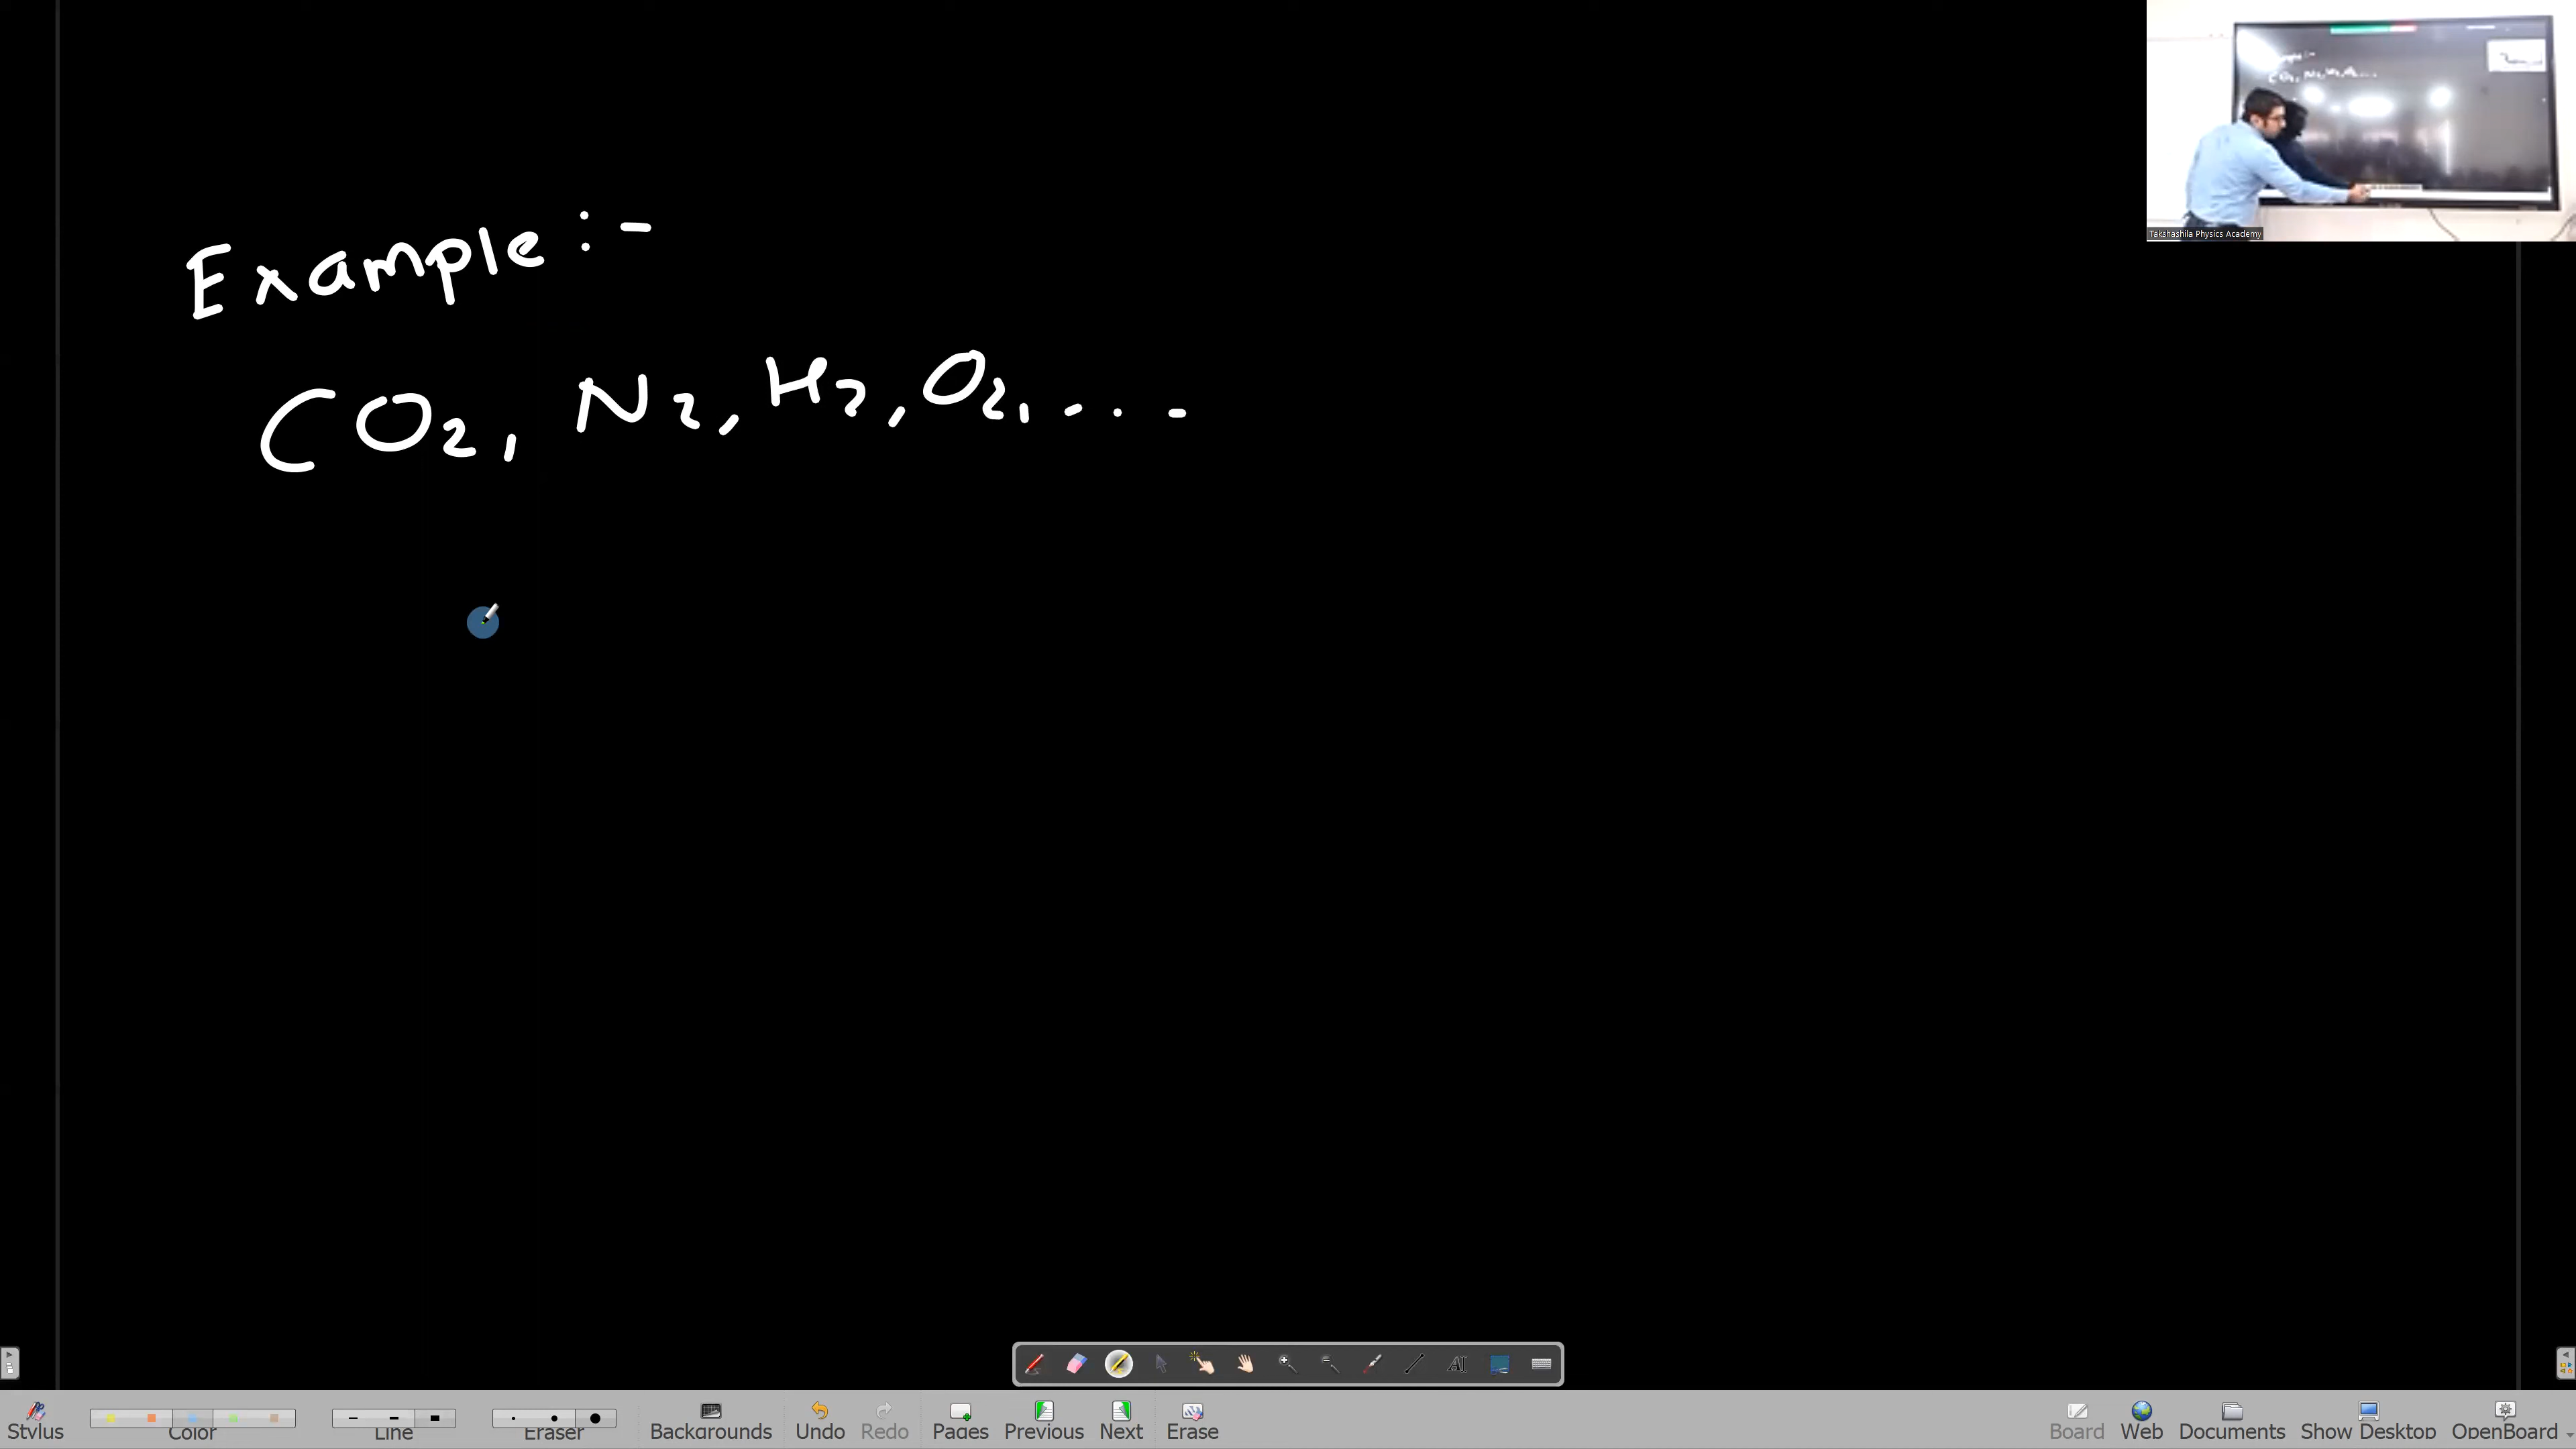 Example :-
CO2, N2, H2, O2, ...
Takshashila Physics Academy
Stylus
Color
Line
Eraser
Backgrounds
Undo
Redo
Pages
Previous
Next
Erase
Board
Web
Documents
Show Desktop
OpenBoard